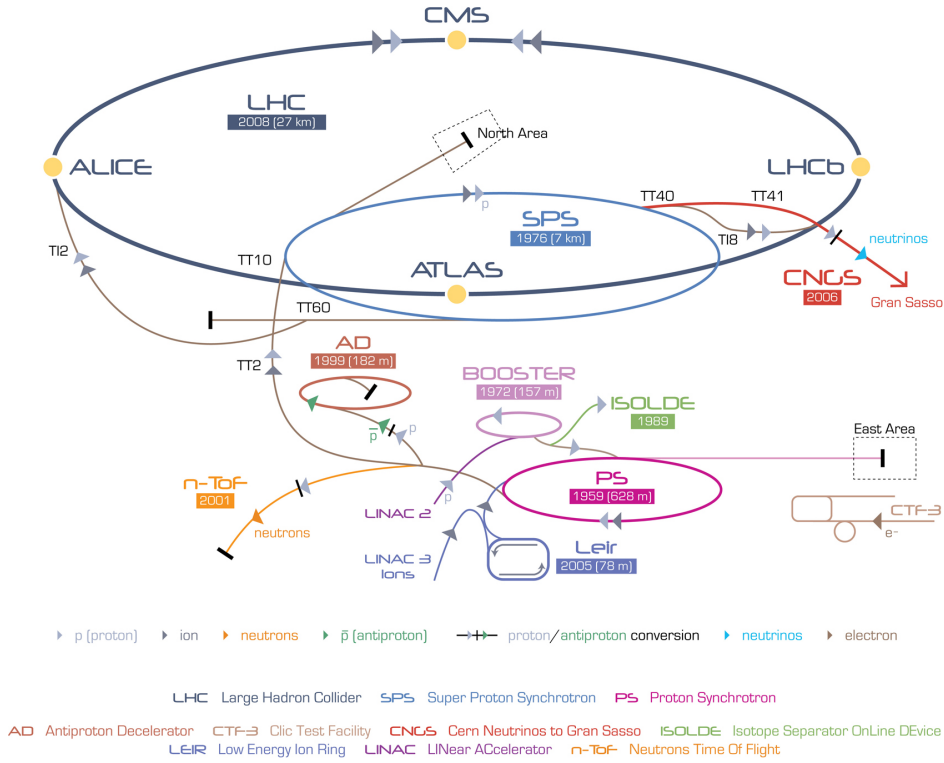 CMS
LHC
2008 (27 km)
North Area
ALICE
LHCb
TT40
TT41
p
SPS
1976 (7 km)
TI8
neutrinos
TI2
TT10
ATLAS
CNGS
2006
Gran Sasso
TT60
AD
1999 (182 m)
TT2
BOOSTER
1972 (157 m)
ISOLDE
1989
p̅
p
East Area
n-ToF
2001
PS
1959 (628 m)
p
LINAC 2
neutrons
CTF-3
e-
LINAC 3
Ions
Leir
2005 (78 m)
p (proton) ion neutrons p̅ (antiproton) proton/antiproton conversion neutrinos electron
LHC Large Hadron Collider SPS Super Proton Synchrotron PS Proton Synchrotron
AD Antiproton Decelerator CTF-3 Clic Test Facility CNGS Cern Neutrinos to Gran Sasso ISOLDE Isotope Separator OnLine DEvice
LEIR Low Energy Ion Ring LINAC LINear ACcelerator n-ToF Neutrons Time Of Flight